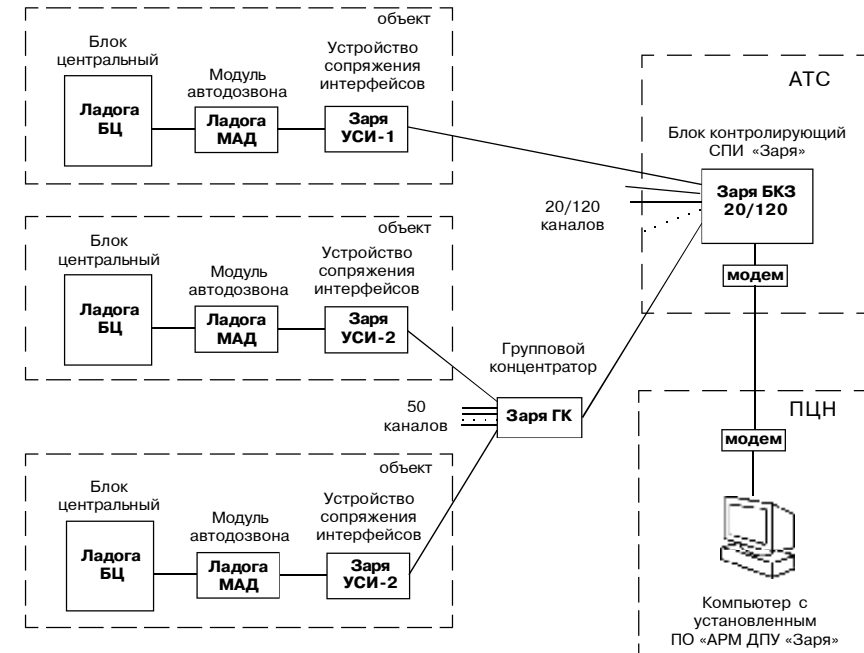 объект
Блок
центральный
Модуль
автодозвона
Устройство
сопряжения
интерфейсов
Ладога
БЦ
Ладога
МАД
Заря
УСИ-1
объект
Блок
центральный
Модуль
автодозвона
Устройство
сопряжения
интерфейсов
Ладога
БЦ
Ладога
МАД
Заря
УСИ-2
объект
Блок
центральный
Модуль
автодозвона
Устройство
сопряжения
интерфейсов
Ладога
БЦ
Ладога
МАД
Заря
УСИ-2
Групповой
концентратор
50
каналов
Заря ГК
АТС
Блок контролирующий
СПИ «Заря»
20/120
каналов
Заря БКЗ
20/120
модем
ПЦН
модем
Компьютер с
установленным
ПО «АРМ ДПУ «Заря»